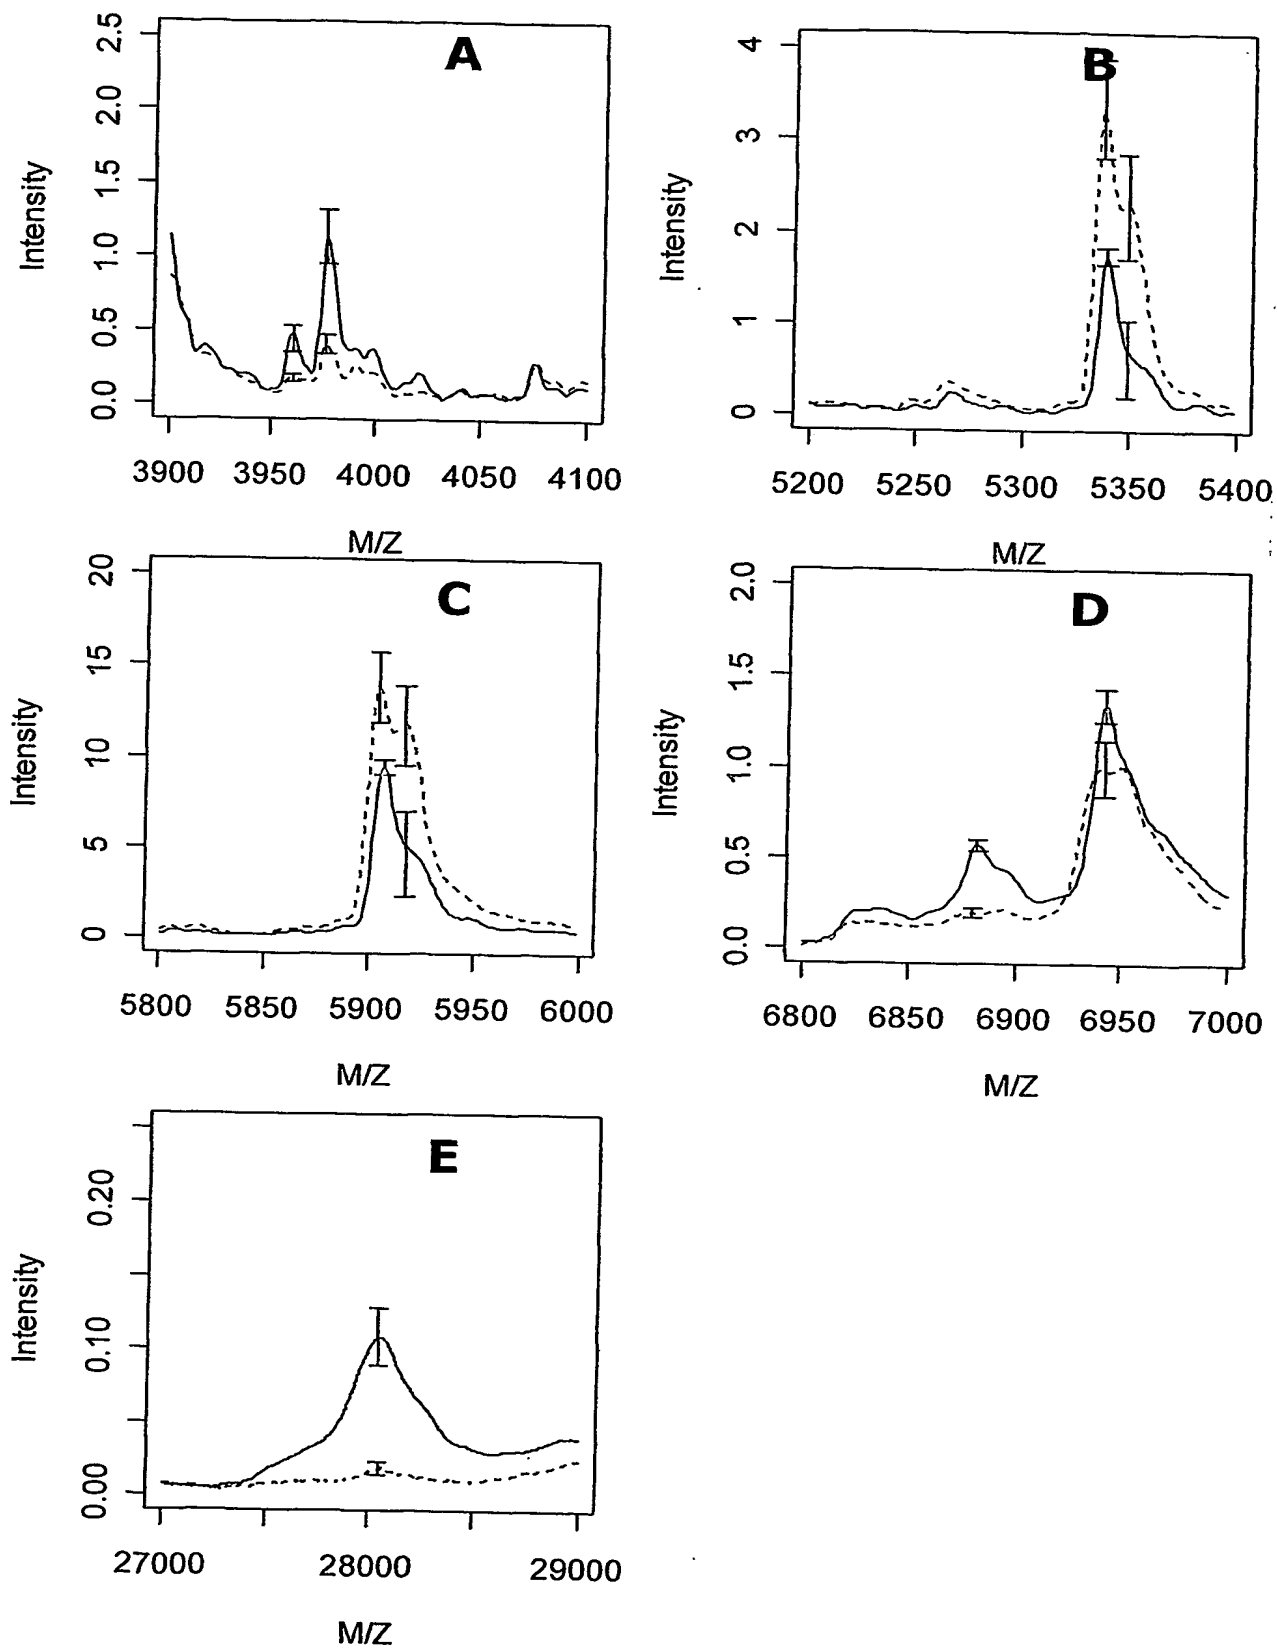 A
Intensity
0.0 0.5 1.0 1.5 2.0 2.5
3900 3950 4000 4050 4100
M/Z
B
Intensity
0 1 2 3 4
5200 5250 5300 5350 5400
M/Z
C
Intensity
0 5 10 15 20
5800 5850 5900 5950 6000
M/Z
D
Intensity
0.0 0.5 1.0 1.5 2.0
6800 6850 6900 6950 7000
M/Z
E
Intensity
0.00 0.10 0.20
27000 28000 29000
M/Z